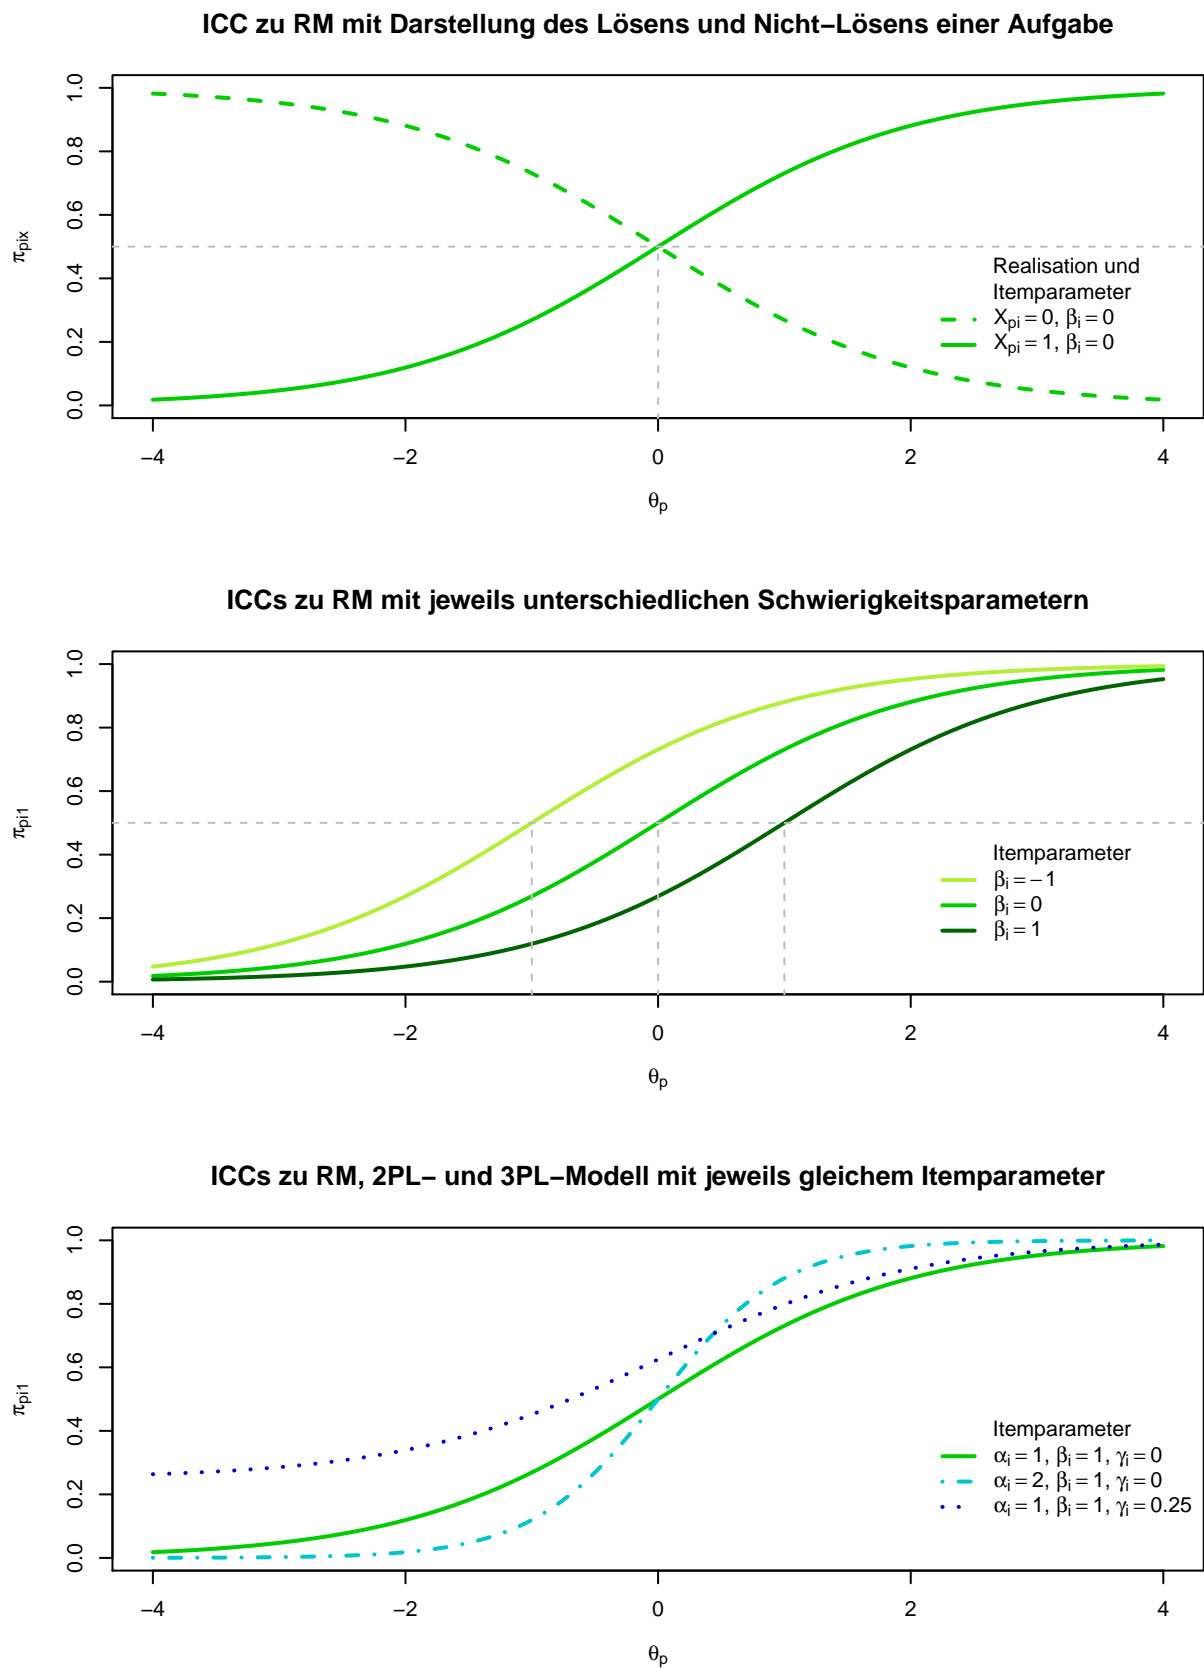 ICC zu RM mit Darstellung des Lösens und Nicht−Lösens einer Aufgabe
1.0
0.8
0.6
0.4
0.2
0.0
πpix
Realisation und
Itemparameter
Xpi = 0, βi = 0
Xpi = 1, βi = 0
−4 −2 0 2 4
θp
ICCs zu RM mit jeweils unterschiedlichen Schwierigkeitsparametern
1.0
0.8
0.6
0.4
0.2
0.0
πpi1
Itemparameter
βi = −1
βi = 0
βi = 1
−4 −2 0 2 4
θp
ICCs zu RM, 2PL− und 3PL−Modell mit jeweils gleichem Itemparameter
1.0
0.8
0.6
0.4
0.2
0.0
πpi1
Itemparameter
αi = 1, βi = 1, γi = 0
αi = 2, βi = 1, γi = 0
αi = 1, βi = 1, γi = 0.25
−4 −2 0 2 4
θp